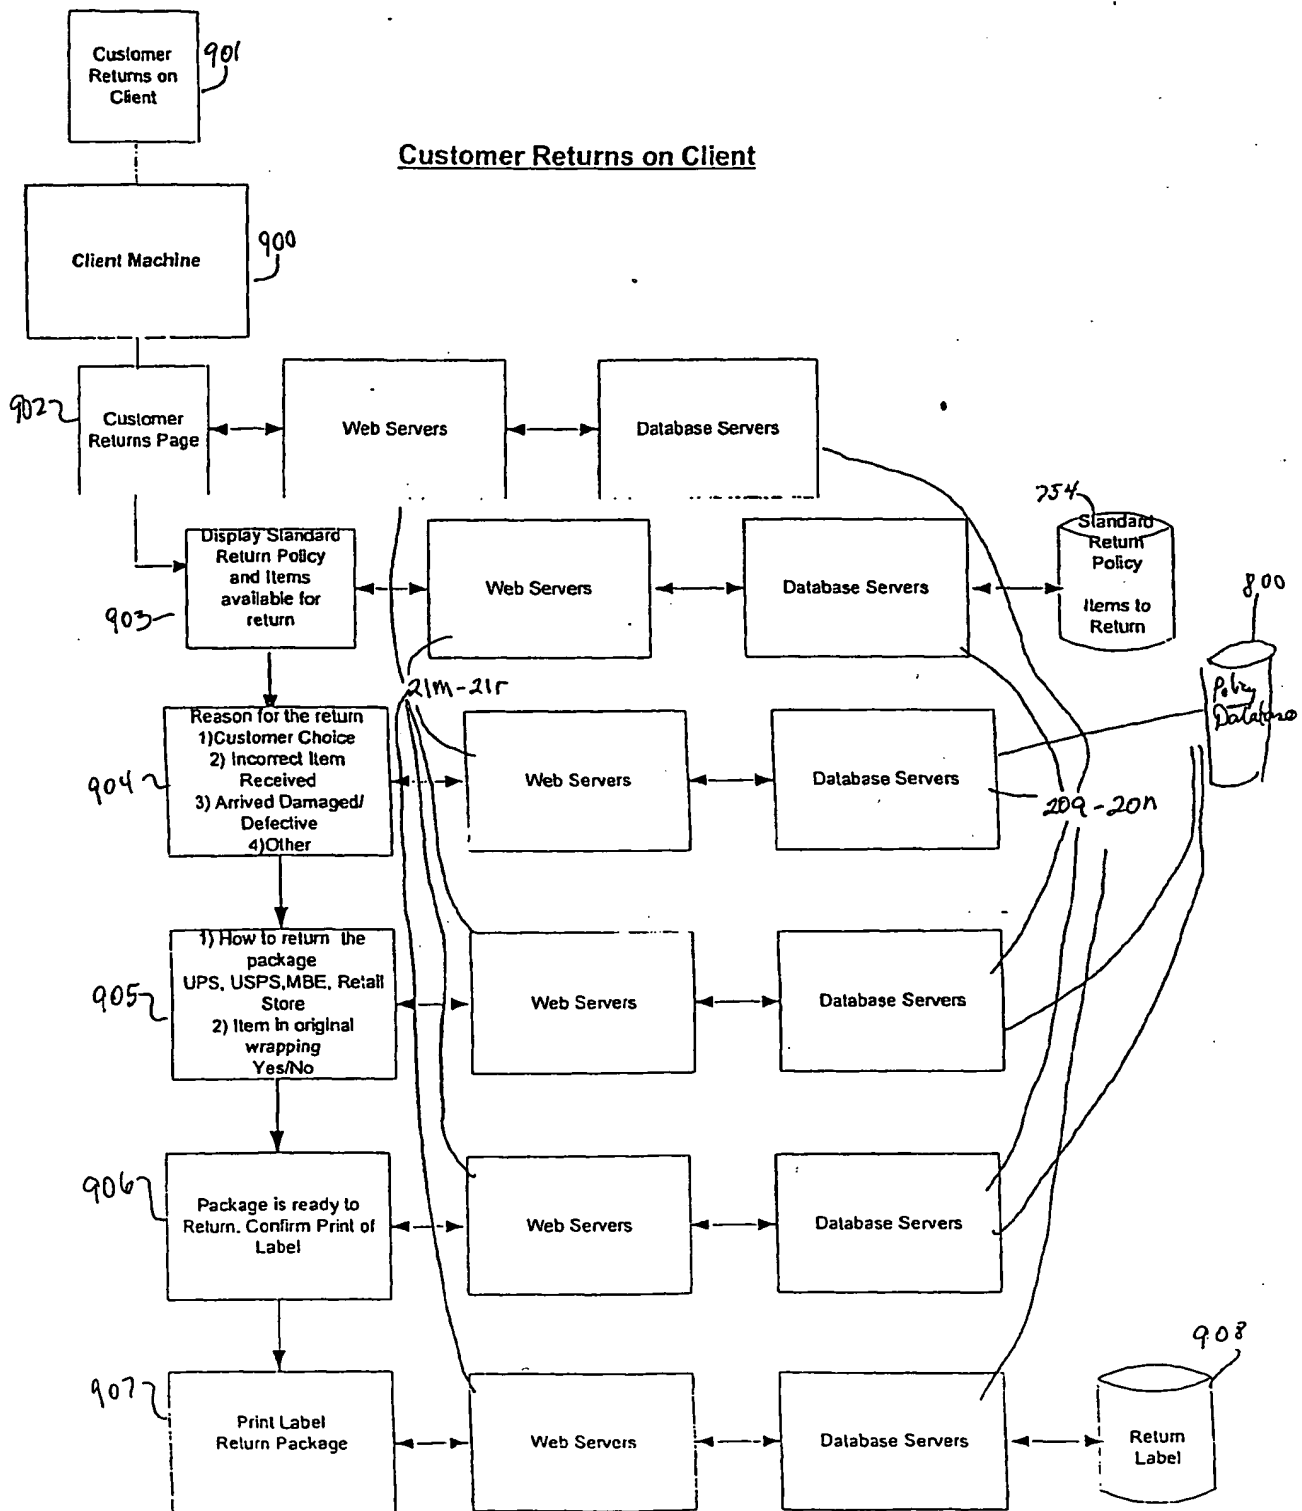 Customer
Returns on
Client
901
Customer Returns on Client
Client Machine
900
902
Customer
Returns Page
Web Servers
Database Servers
254
Standard
Return
Policy
Items to
Return
Display Standard
Return Policy
and Items
available for
return
903
Web Servers
Database Servers
800
Policy
Database
21m-21r
Reason for the return
1)Customer Choice
2) Incorrect Item
Received
3) Arrived Damaged/
Defective
4)Other
904
Web Servers
Database Servers
20q-20n
1) How to return the
package
UPS, USPS,MBE, Retail
Store
2) Item in original
wrapping
Yes/No
905
Web Servers
Database Servers
906
Package is ready to
Return. Confirm Print of
Label
Web Servers
Database Servers
907
Print Label
Return Package
Web Servers
Database Servers
908
Return
Label